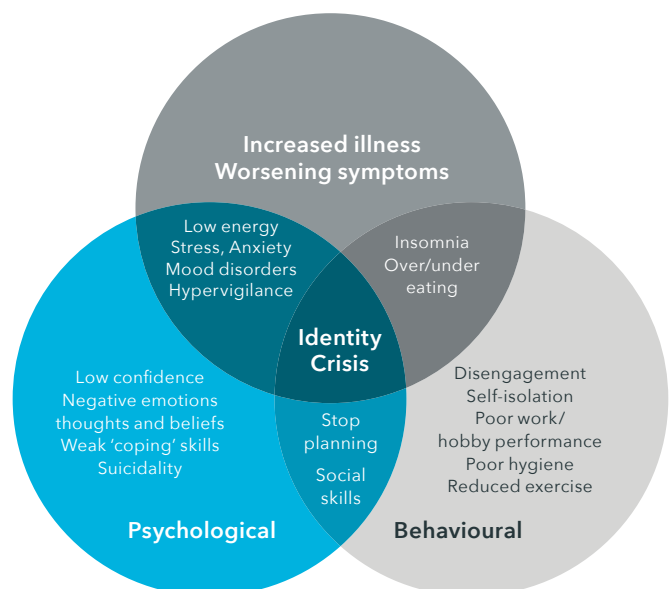 Increased illness
Worsening symptoms
Low energy
Stress, Anxiety
Mood disorders
Hypervigilance
Insomnia
Over/under
eating
Identity
Crisis
Low confidence
Negative emotions
thoughts and beliefs
Weak ‘coping’ skills
Suicidality
Stop
planning
Social
skills
Disengagement
Self-isolation
Poor work/
hobby performance
Poor hygiene
Reduced exercise
Psychological
Behavioural